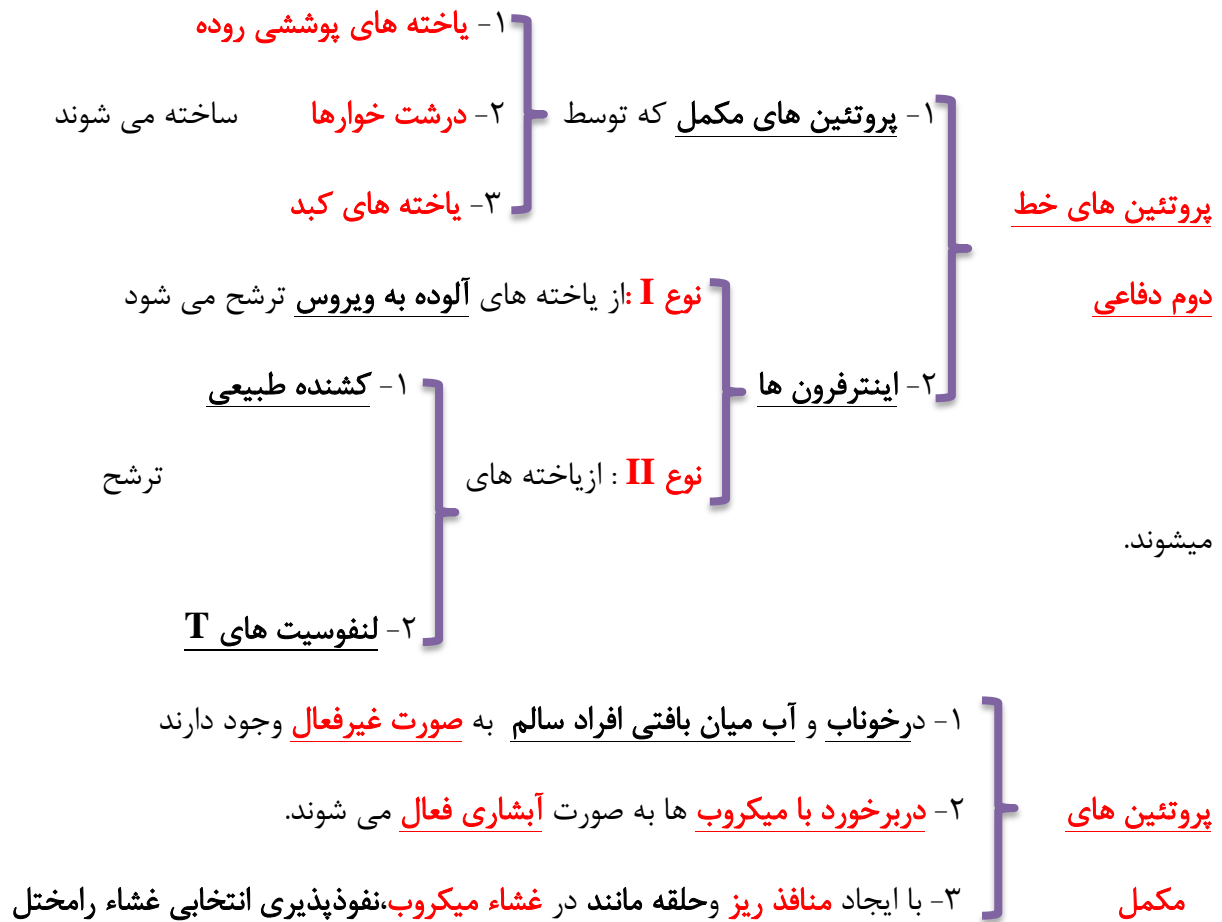 ۱- یاخته های پوششی روده
۱- پروتئین های مکمل که توسط ۲- درشت خوارها ساخته می شوند
پروتئین های خط ۳- یاخته های کبد
دوم دفاعی نوع I :از یاخته های آلوده به ویروس ترشح می شود
۲- اینترفرون ها ۱- کشنده طبیعی
نوع II : ازیاخته های ترشح
میشوند.
۲- لنفوسیت های T
۱- درخوناب و آب میان بافتی افراد سالم به صورت غیرفعال وجود دارند
پروتئین های ۲- دربرخورد با میکروب ها به صورت آبشاری فعال می شوند.
مکمل ۳- با ایجاد منافذ ریز وحلقه مانند در غشاء میکروب،نفوذپذیری انتخابی غشاء رامختل